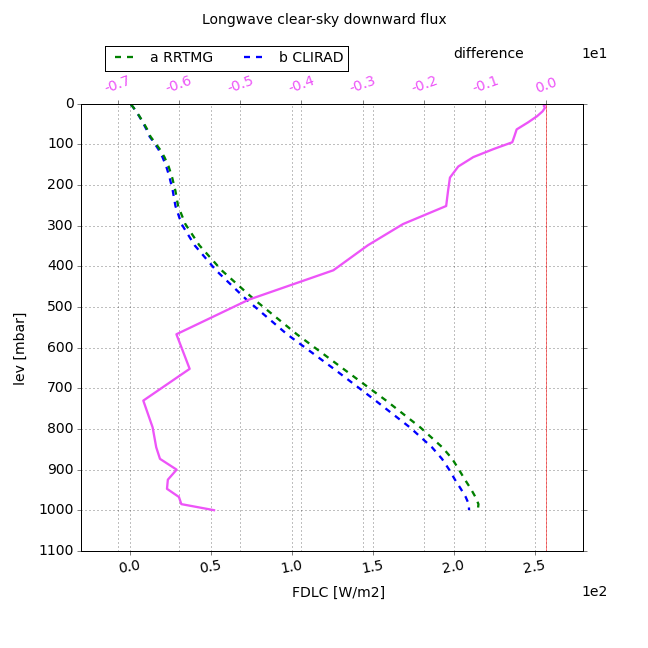 Longwave clear-sky downward flux
a RRTMG b CLIRAD
difference 1e1
-0.7 -0.6 -0.5 -0.4 -0.3 -0.2 -0.1 0.0
0
100
200
300
400
500
600
700
800
900
1000
1100
lev [mbar]
0.0 0.5 1.0 1.5 2.0 2.5
FDLC [W/m2] 1e2